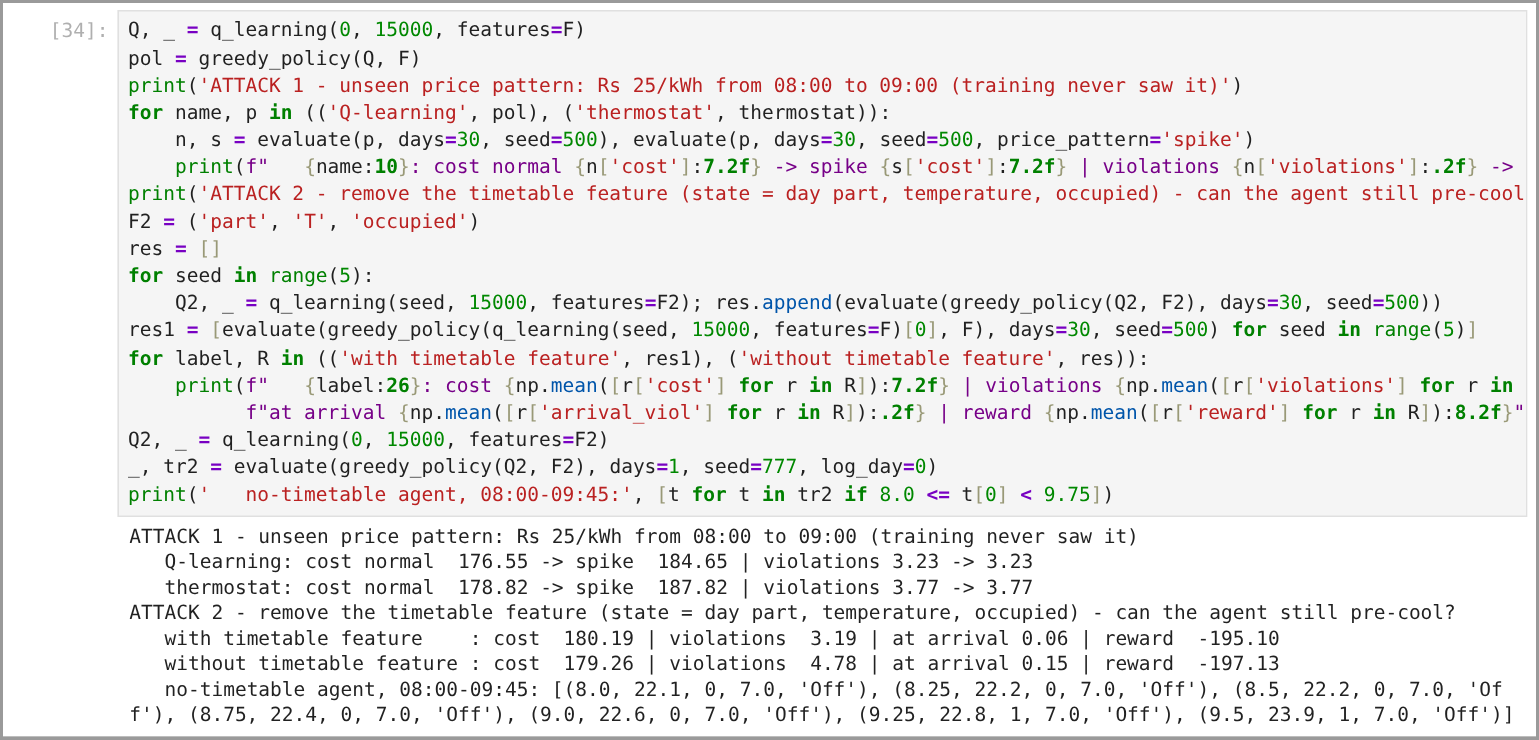 [34]: Q, _ = q_learning(0, 15000, features=F)
pol = greedy_policy(Q, F)
print('ATTACK 1 - unseen price pattern: Rs 25/kWh from 08:00 to 09:00 (training never saw it)')
for name, p in (('Q-learning', pol), ('thermostat', thermostat)):
    n, s = evaluate(p, days=30, seed=500), evaluate(p, days=30, seed=500, price_pattern='spike')
    print(f"   {name:10}: cost normal {n['cost']:7.2f} -> spike {s['cost']:7.2f} | violations {n['violations']:.2f} ->
print('ATTACK 2 - remove the timetable feature (state = day part, temperature, occupied) - can the agent still pre-cool
F2 = ('part', 'T', 'occupied')
res = []
for seed in range(5):
    Q2, _ = q_learning(seed, 15000, features=F2); res.append(evaluate(greedy_policy(Q2, F2), days=30, seed=500))
res1 = [evaluate(greedy_policy(q_learning(seed, 15000, features=F)[0], F), days=30, seed=500) for seed in range(5)]
for label, R in (('with timetable feature', res1), ('without timetable feature', res)):
    print(f"   {label:26}: cost {np.mean([r['cost'] for r in R]):7.2f} | violations {np.mean([r['violations'] for r in
          f"at arrival {np.mean([r['arrival_viol'] for r in R]):.2f} | reward {np.mean([r['reward'] for r in R]):8.2f}"
Q2, _ = q_learning(0, 15000, features=F2)
_, tr2 = evaluate(greedy_policy(Q2, F2), days=1, seed=777, log_day=0)
print('   no-timetable agent, 08:00-09:45:', [t for t in tr2 if 8.0 <= t[0] < 9.75])
ATTACK 1 - unseen price pattern: Rs 25/kWh from 08:00 to 09:00 (training never saw it)
   Q-learning: cost normal  176.55 -> spike  184.65 | violations 3.23 -> 3.23
   thermostat: cost normal  178.82 -> spike  187.82 | violations 3.77 -> 3.77
ATTACK 2 - remove the timetable feature (state = day part, temperature, occupied) - can the agent still pre-cool?
   with timetable feature    : cost  180.19 | violations  3.19 | at arrival 0.06 | reward  -195.10
   without timetable feature : cost  179.26 | violations  4.78 | at arrival 0.15 | reward  -197.13
   no-timetable agent, 08:00-09:45: [(8.0, 22.1, 0, 7.0, 'Off'), (8.25, 22.2, 0, 7.0, 'Off'), (8.5, 22.2, 0, 7.0, 'Of
f'), (8.75, 22.4, 0, 7.0, 'Off'), (9.0, 22.6, 0, 7.0, 'Off'), (9.25, 22.8, 1, 7.0, 'Off'), (9.5, 23.9, 1, 7.0, 'Off')]